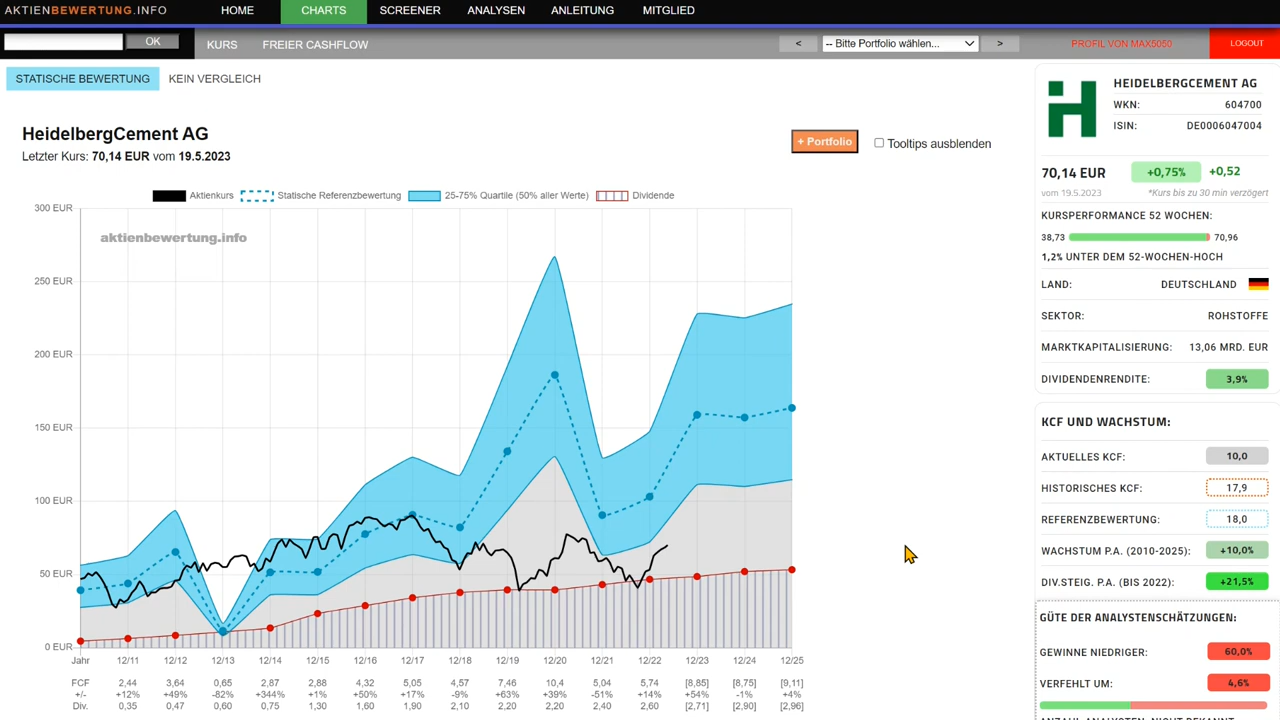 AKTIENBEWERTUNG.INFO HOME CHARTS SCREENER ANALYSEN ANLEITUNG MITGLIED
OK KURS FREIER CASHFLOW < -- Bitte Portfolio wählen... > PROFIL VON MAX5050 LOGOUT
STATISCHE BEWERTUNG KEIN VERGLEICH
HeidelbergCement AG
Letzter Kurs: 70,14 EUR vom 19.5.2023
+ Portfolio Tooltips ausblenden
Aktienkurs Statische Referenzbewertung 25-75% Quartile (50% aller Werte) Dividende
300 EUR
aktienbewertung.info
250 EUR
200 EUR
150 EUR
100 EUR
50 EUR
0 EUR
Jahr 12/11 12/12 12/13 12/14 12/15 12/16 12/17 12/18 12/19 12/20 12/21 12/22 12/23 12/24 12/25
FCF 2,44 3,64 0,65 2,87 2,88 4,32 5,05 4,57 7,46 10,4 5,04 5,74 [8,85] [8,75] [9,11]
+/- +12% +49% -82% +344% +1% +50% +17% -9% +63% +39% -51% +14% +54% -1% +4%
Div. 0,35 0,47 0,60 0,75 1,30 1,60 1,90 2,10 2,20 2,20 2,40 2,60 [2,71] [2,90] [2,96]
HEIDELBERGCEMENT AG
WKN: 604700
ISIN: DE0006047004
70,14 EUR +0,75% +0,52
vom 19.5.2023 *Kurs bis zu 30 min verzögert
KURSPERFORMANCE 52 WOCHEN:
38,73 70,96
1,2% UNTER DEM 52-WOCHEN-HOCH
LAND: DEUTSCHLAND
SEKTOR: ROHSTOFFE
MARKTKAPITALISIERUNG: 13,06 MRD. EUR
DIVIDENDENRENDITE: 3,9%
KCF UND WACHSTUM:
AKTUELLES KCF: 10,0
HISTORISCHES KCF: 17,9
REFERENZBEWERTUNG: 18,0
WACHSTUM P.A. (2010-2025): +10,0%
DIV.STEIG. P.A. (BIS 2022): +21,5%
GÜTE DER ANALYSTENSCHÄTZUNGEN:
GEWINNE NIEDRIGER: 60,0%
VERFEHLT UM: 4,6%